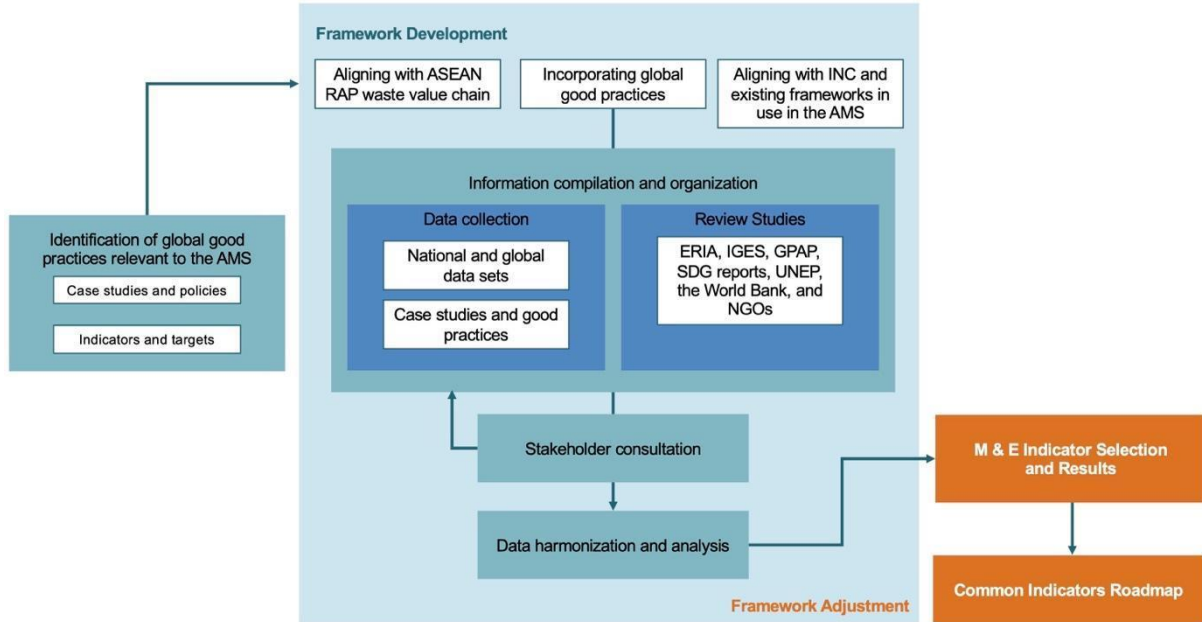 Framework Development
Aligning with ASEAN
RAP waste value chain
Incorporating global
good practices
Aligning with INC and
existing frameworks in
use in the AMS
Information compilation and organization
Data collection
National and global
data sets
Case studies and good
practices
Review Studies
ERIA, IGES, GPAP,
SDG reports, UNEP,
the World Bank, and
NGOs
Identification of global good
practices relevant to the AMS
Case studies and policies
Indicators and targets
Stakeholder consultation
Data harmonization and analysis
Framework Adjustment
M & E Indicator Selection
and Results
Common Indicators Roadmap